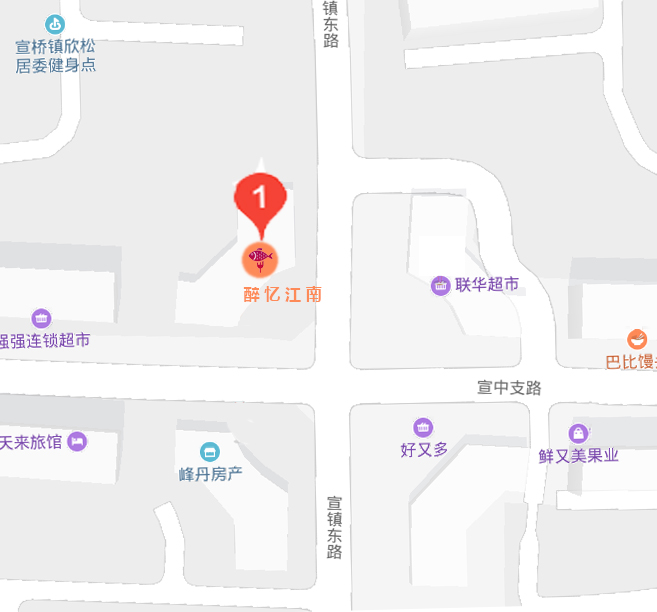 镇
东
路
宣桥镇欣松
居委健身点
1
醉忆江南
联华超市
强强连锁超市
巴比馒
宣中支路
好又多
鲜又美果业
天来旅馆
峰丹房产
宣
镇
东
路